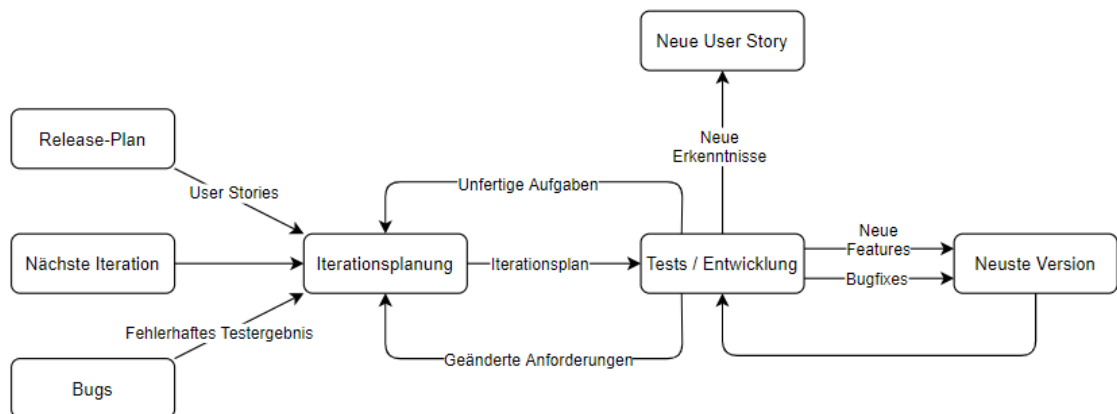 Neue User Story
Release-Plan
Neue
Erkenntnisse
Unfertige Aufgaben
User Stories
Neue
Features
Nächste Iteration
Iterationsplanung
Iterationsplan
Tests / Entwicklung
Neuste Version
Bugfixes
Fehlerhaftes Testergebnis
Geänderte Anforderungen
Bugs